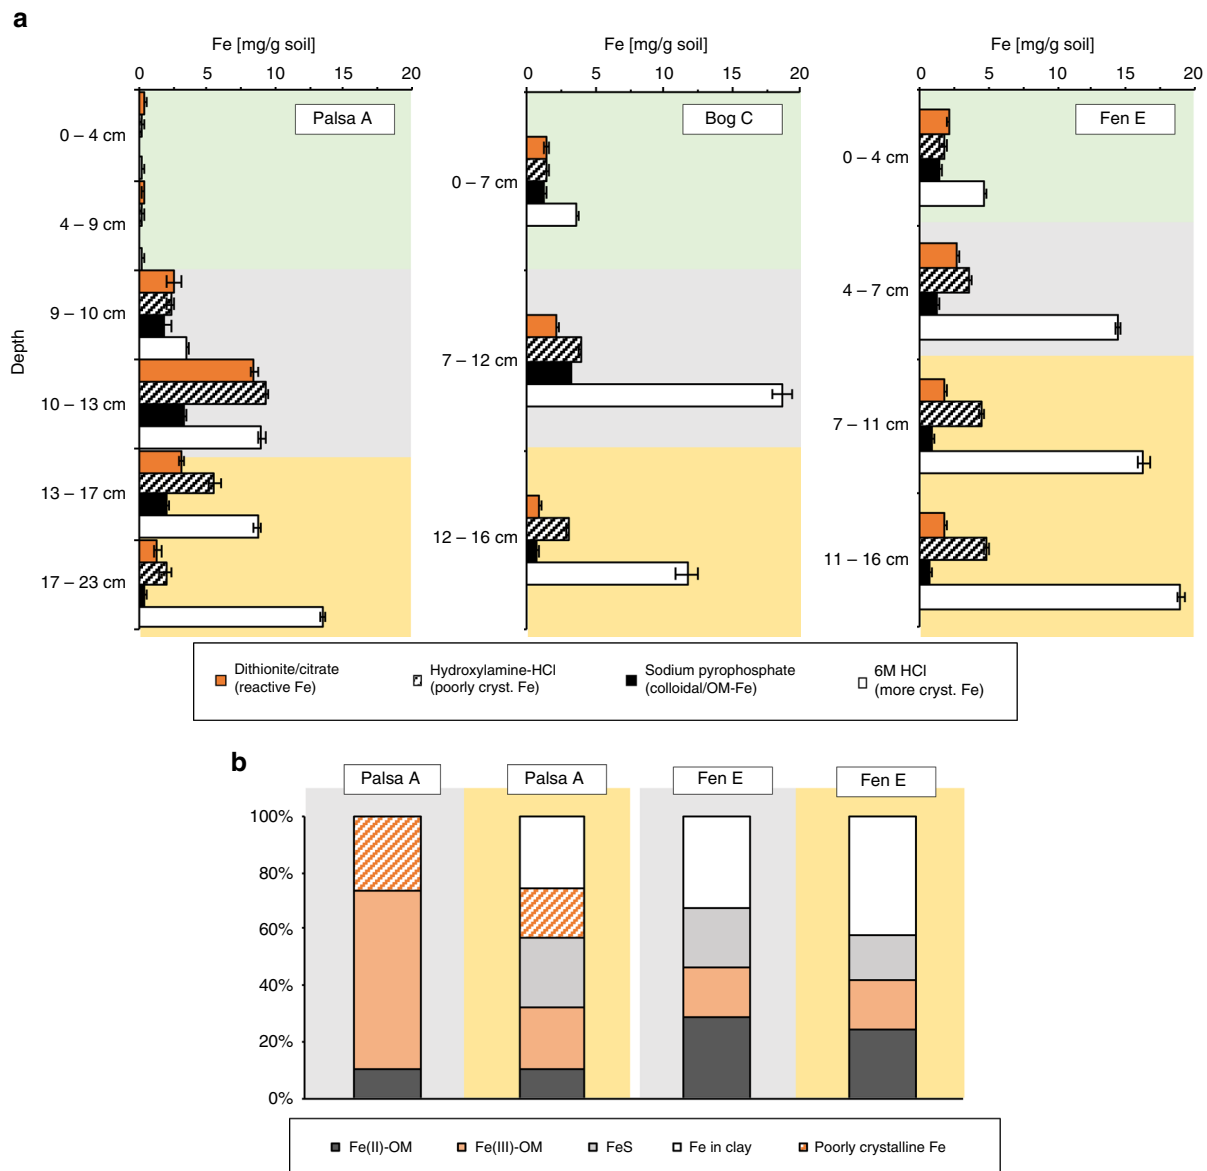 a
Fe [mg/g soil]
0 5 10 15 20
Palsa A
Depth
0 – 4 cm
4 – 9 cm
9 – 10 cm
10 – 13 cm
13 – 17 cm
17 – 23 cm
Fe [mg/g soil]
0 5 10 15 20
Bog C
0 – 7 cm
7 – 12 cm
12 – 16 cm
Fe [mg/g soil]
0 5 10 15 20
Fen E
0 – 4 cm
4 – 7 cm
7 – 11 cm
11 – 16 cm
Dithionite/citrate
(reactive Fe)
Hydroxylamine-HCl
(poorly cryst. Fe)
Sodium pyrophosphate
(colloidal/OM-Fe)
6M HCl
(more cryst. Fe)
b
Palsa A Palsa A Fen E Fen E
100%
80%
60%
40%
20%
0%
Fe(II)-OM Fe(III)-OM FeS Fe in clay Poorly crystalline Fe